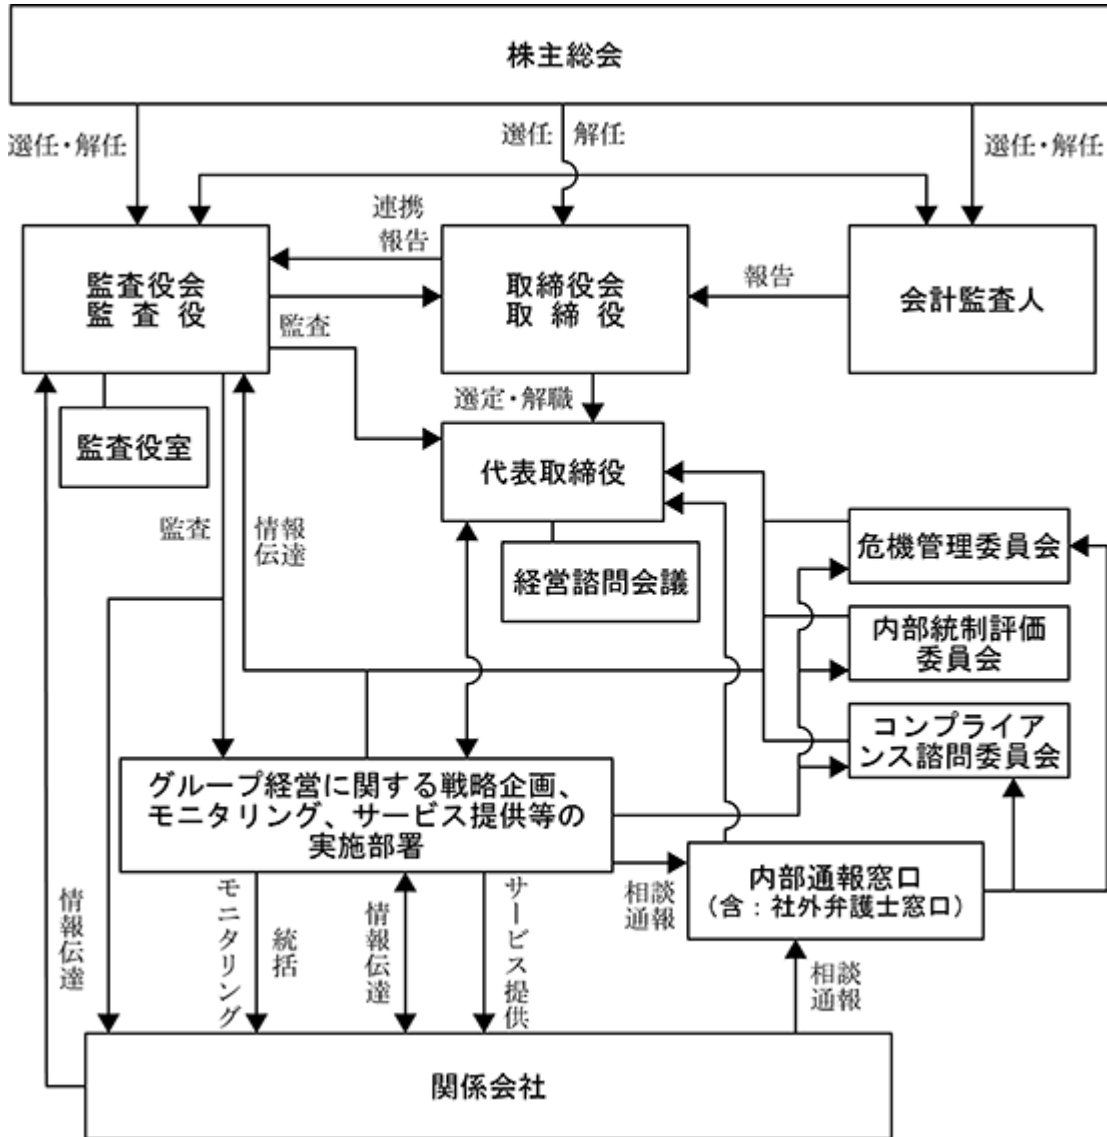 株主総会
選任・解任
選任
解任
選任・解任
連携
報告
監査役会
監査役
取締役会
取締役
報告
会計監査人
監査
選定・解職
監査役室
代表取締役
監査
情報
伝達
経営諮問会議
危機管理委員会
内部統制評価
委員会
コンプライア
ンス諮問委員会
グループ経営に関する戦略企画、
モニタリング、サービス提供等の
実施部署
相談
通報
内部通報窓口
（含：社外弁護士窓口）
情報伝達
モニタリング
統括
情報伝達
サービス提供
相談
通報
関係会社